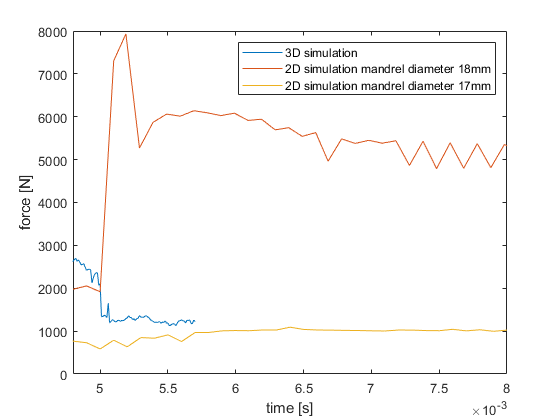 8000
7000
6000
5000
4000
3000
2000
1000
0
force [N]
3D simulation
2D simulation mandrel diameter 18mm
2D simulation mandrel diameter 17mm
5 5.5 6 6.5 7 7.5 8
time [s]
×10⁻³